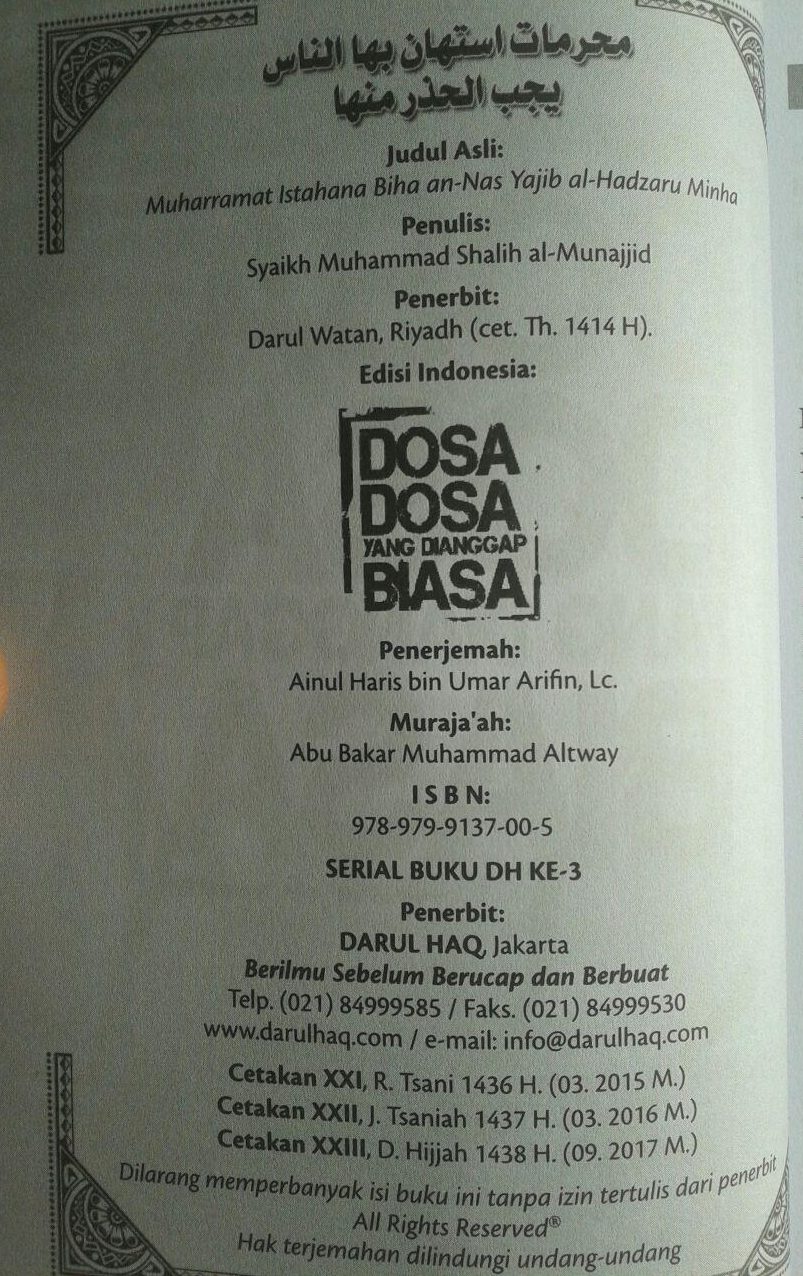 محرمات استهان بها الناس
يجب الحذر منها
Judul Asli:
Muharramat Istahana Biha an-Nas Yajib al-Hadzaru Minha
Penulis:
Syaikh Muhammad Shalih al-Munajjid
Penerbit:
Darul Watan, Riyadh (cet. Th. 1414 H).
Edisi Indonesia:
DOSA
DOSA
YANG DIANGGAP
BIASA
Penerjemah:
Ainul Haris bin Umar Arifin, Lc.
Muraja'ah:
Abu Bakar Muhammad Altway
I S B N:
978-979-9137-00-5
SERIAL BUKU DH KE-3
Penerbit:
DARUL HAQ, Jakarta
Berilmu Sebelum Berucap dan Berbuat
Telp. (021) 84999585 / Faks. (021) 84999530
www.darulhaq.com / e-mail: info@darulhaq.com
Cetakan XXI, R. Tsani 1436 H. (03. 2015 M.)
Cetakan XXII, J. Tsaniah 1437 H. (03. 2016 M.)
Cetakan XXIII, D. Hijjah 1438 H. (09. 2017 M.)
Dilarang memperbanyak isi buku ini tanpa izin tertulis dari penerbit
All Rights Reserved®
Hak terjemahan dilindungi undang-undang